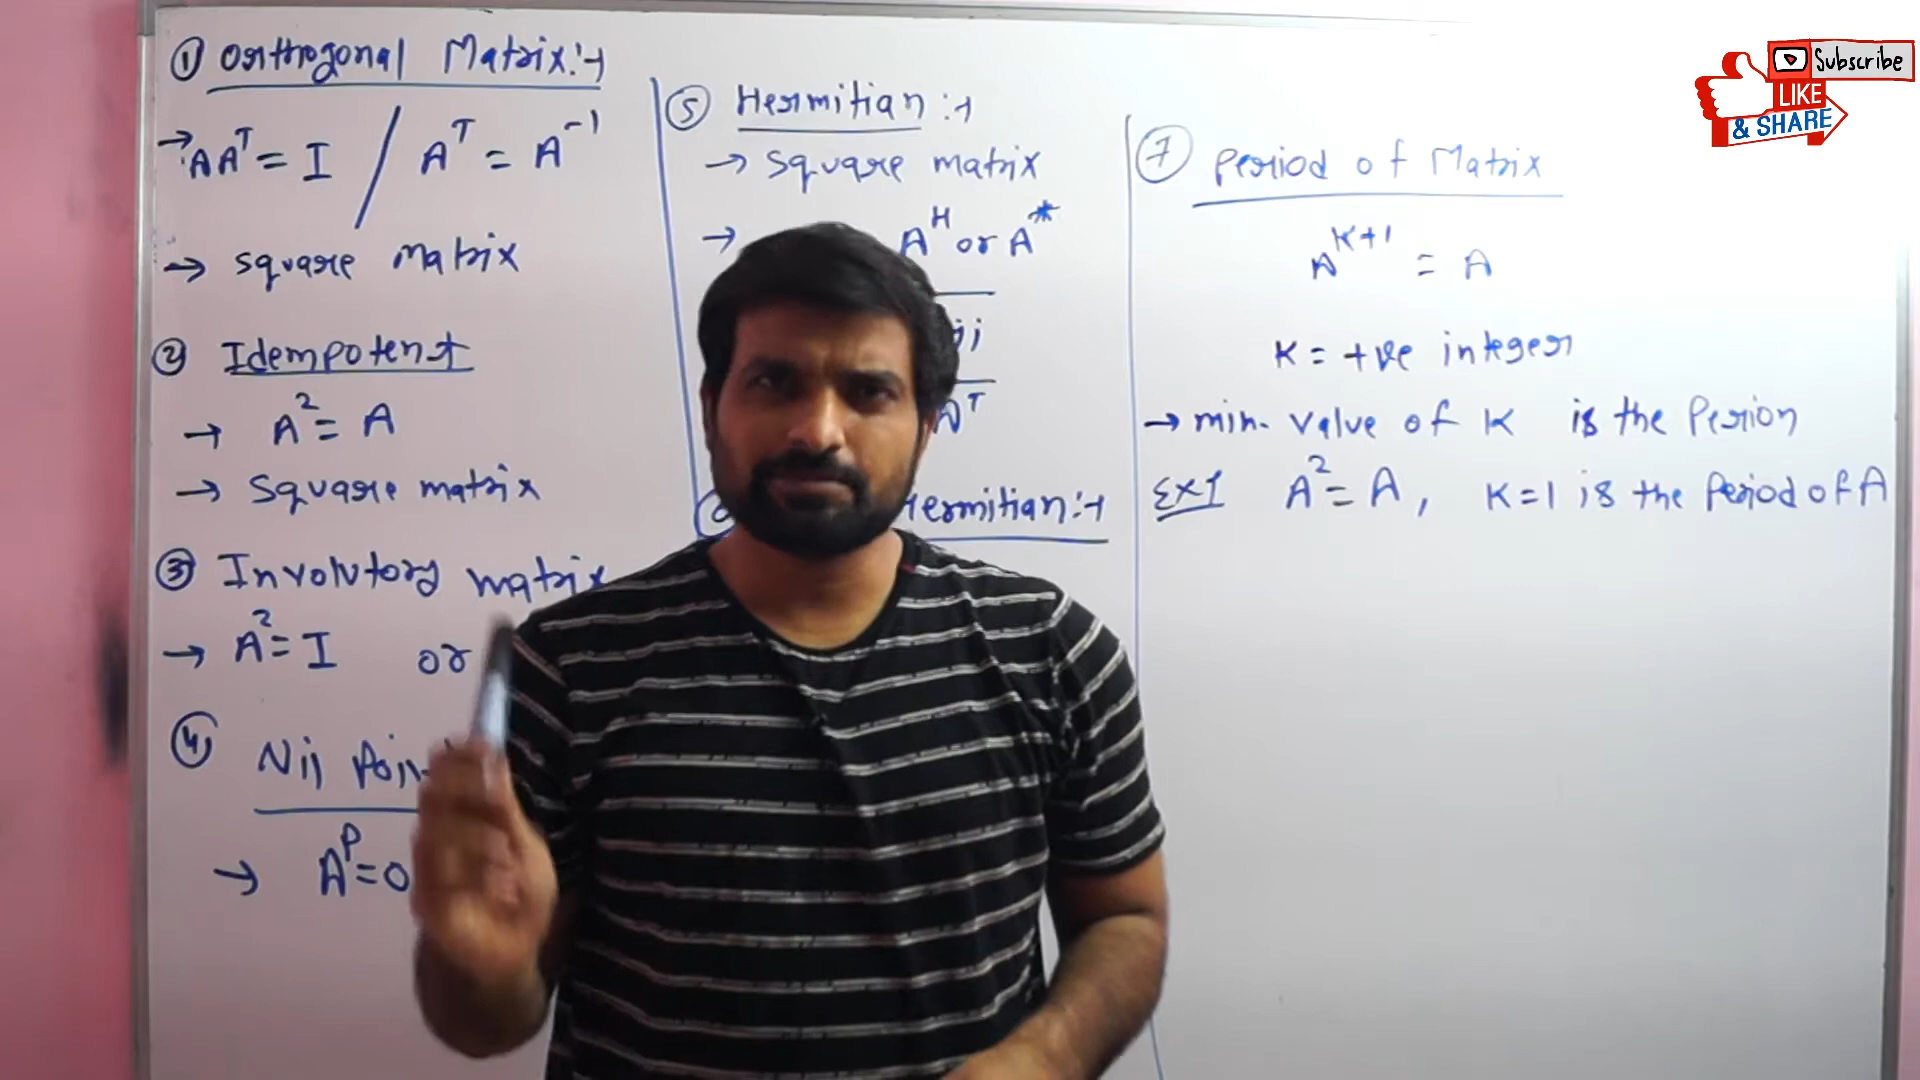 ① Orthogonal Matrix:-
→ AAᵀ = I / Aᵀ = A⁻¹
→ square matrix
② Idempotent
→ A² = A
→ square matrix
③ Involutory matrix
→ A² = I or
④ Nil
→ Aᴾ = 0
⑤ Hermitian :-
→ square matrix
→ Aᴴ or A*
Aᵀ
Hermitian:-
⑦ Period of Matrix
Aᴷ⁺¹ = A
K = +ve integer
→ min. value of K is the Perion
Ex1 A² = A, K=1 is the Period of A
Subscribe
LIKE
& SHARE